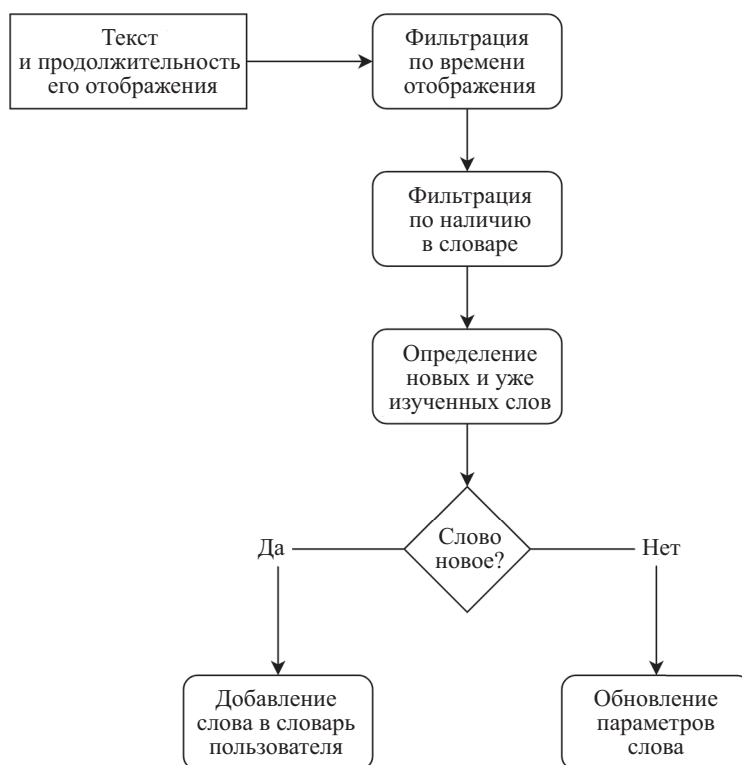 Текст
и продолжительность
его отображения
Фильтрация
по времени
отображения
Фильтрация
по наличию
в словаре
Определение
новых и уже
изученных слов
Слово
новое?
Да
Нет
Добавление
слова в словарь
пользователя
Обновление
параметров
слова